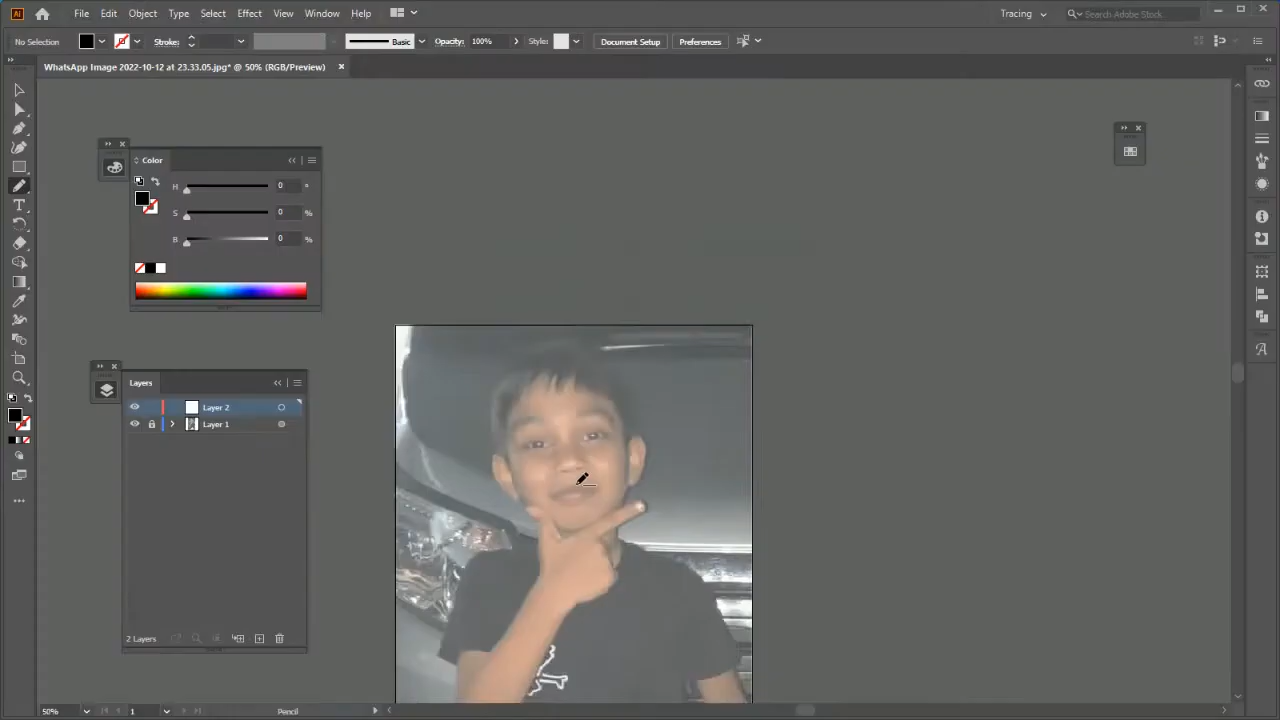 Ai File Edit Object Type Select Effect View Window Help Tracing Search Adobe Stock
No Selection Stroke: Basic Opacity: 100% Style: Document Setup Preferences
WhatsApp Image 2022-10-12 at 23.33.05.jpg* @ 50% (RGB/Preview)
Color
H 0 °
S 0 %
B 0 %
Layers
Layer 2
Layer 1
2 Layers
50% 1 Pencil